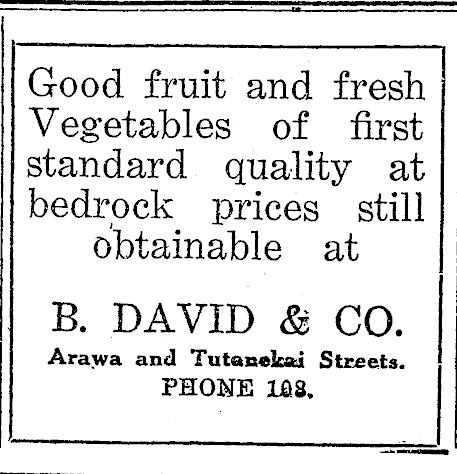 Good fruit and fresh
Vegetables of first
standard quality at
bedrock prices still
obtainable at
B. DAVID & CO.
Arawa and Tutanekai Streets.
PHONE 108.